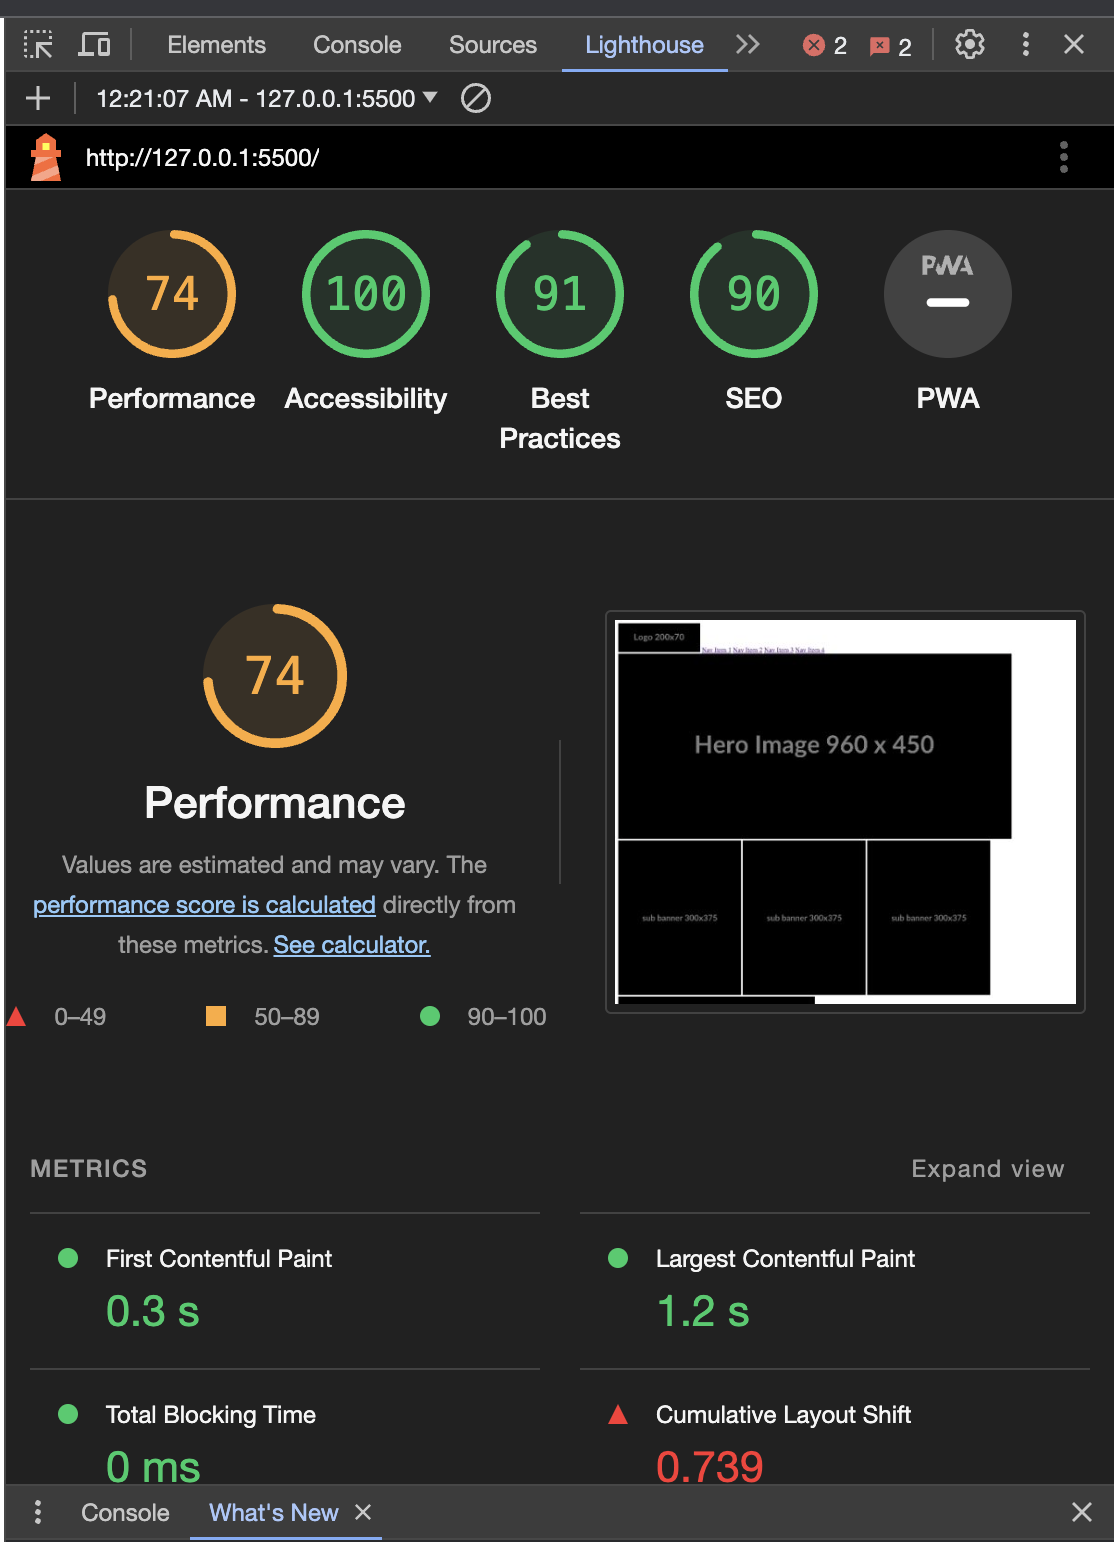 Elements Console Sources Lighthouse 2 2
12:21:07 AM - 127.0.0.1:5500
http://127.0.0.1:5500/
74 100 91 90 PWA
Performance Accessibility Best Practices SEO PWA
74
Performance
Values are estimated and may vary. The
performance score is calculated directly from
these metrics. See calculator.
0–49 50–89 90–100
Logo 200x70
Nav Item 1 Nav Item 2 Nav Item 3 Nav Item 4
Hero Image 960 x 450
sub banner 300x375 sub banner 300x375 sub banner 300x375
METRICS Expand view
First Contentful Paint
0.3 s
Largest Contentful Paint
1.2 s
Total Blocking Time
0 ms
Cumulative Layout Shift
0.739
Console What's New